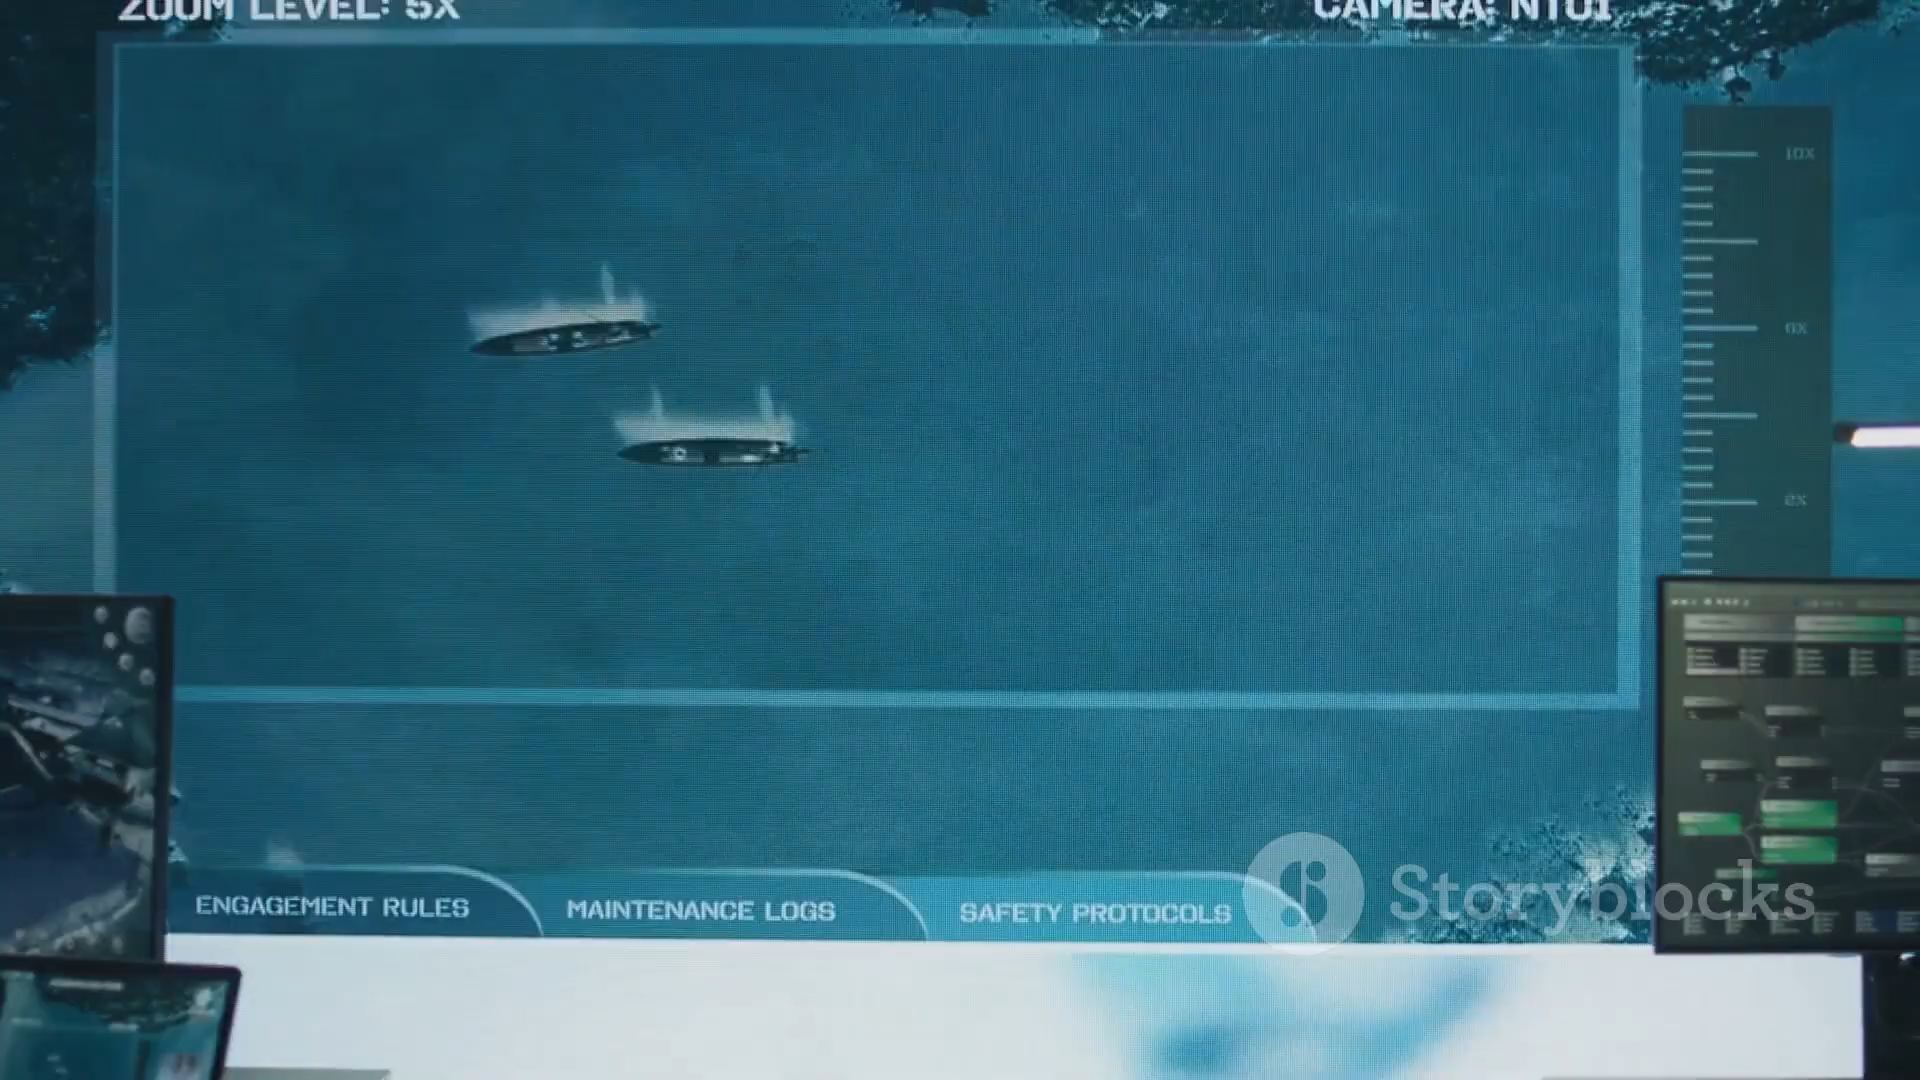 ZOOM LEVEL: 5X
CAMERA: NT01
10X
6X
2X
ENGAGEMENT RULES
MAINTENANCE LOGS
SAFETY PROTOCOLS
Storyblocks